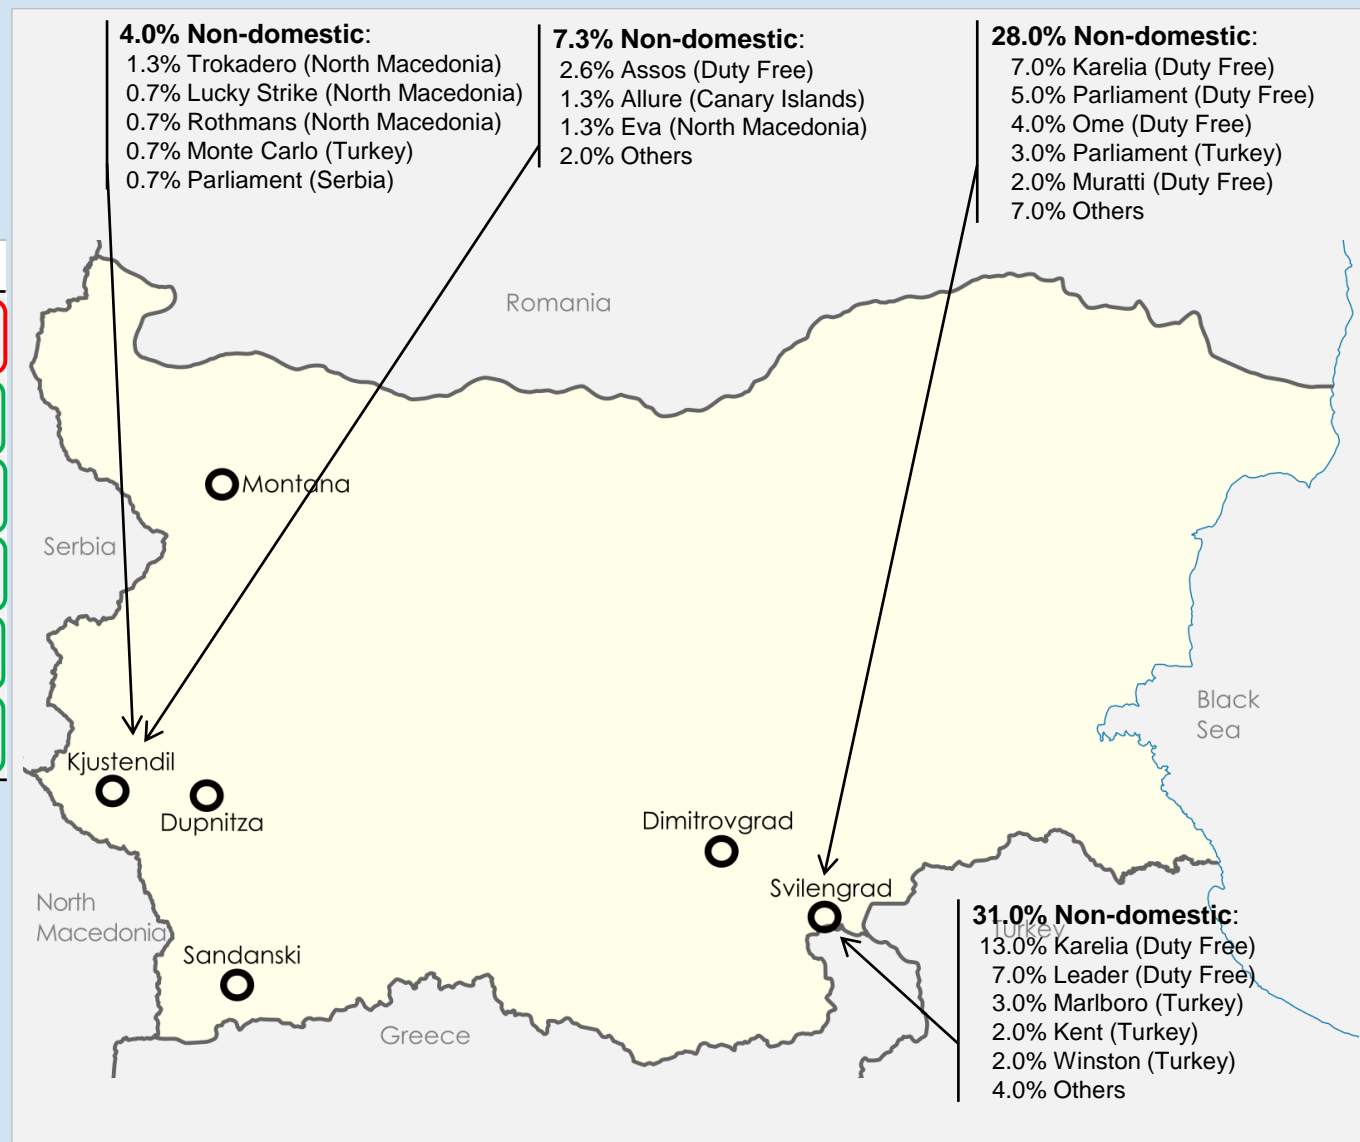 4.0% Non-domestic:
1.3% Trokadero (North Macedonia)
0.7% Lucky Strike (North Macedonia)
0.7% Rothmans (North Macedonia)
0.7% Monte Carlo (Turkey)
0.7% Parliament (Serbia)
7.3% Non-domestic:
2.6% Assos (Duty Free)
1.3% Allure (Canary Islands)
1.3% Eva (North Macedonia)
2.0% Others
28.0% Non-domestic:
7.0% Karelia (Duty Free)
5.0% Parliament (Duty Free)
4.0% Ome (Duty Free)
3.0% Parliament (Turkey)
2.0% Muratti (Duty Free)
7.0% Others
Romania
Montana
Serbia
Black
Sea
Kjustendil
Dupnitza
Dimitrovgrad
Svilengrad
North
Macedonia
Sandanski
Greece
Turkey
31.0% Non-domestic:
13.0% Karelia (Duty Free)
7.0% Leader (Duty Free)
3.0% Marlboro (Turkey)
2.0% Kent (Turkey)
2.0% Winston (Turkey)
4.0% Others